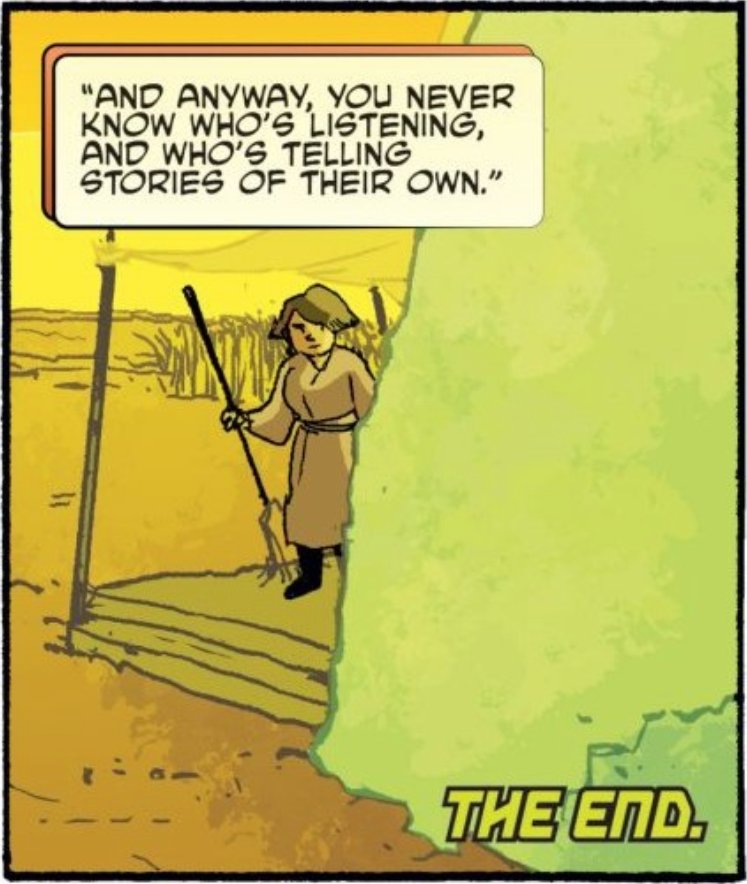 "AND ANYWAY, YOU NEVER
KNOW WHO'S LISTENING,
AND WHO'S TELLING
STORIES OF THEIR OWN."
THE END.